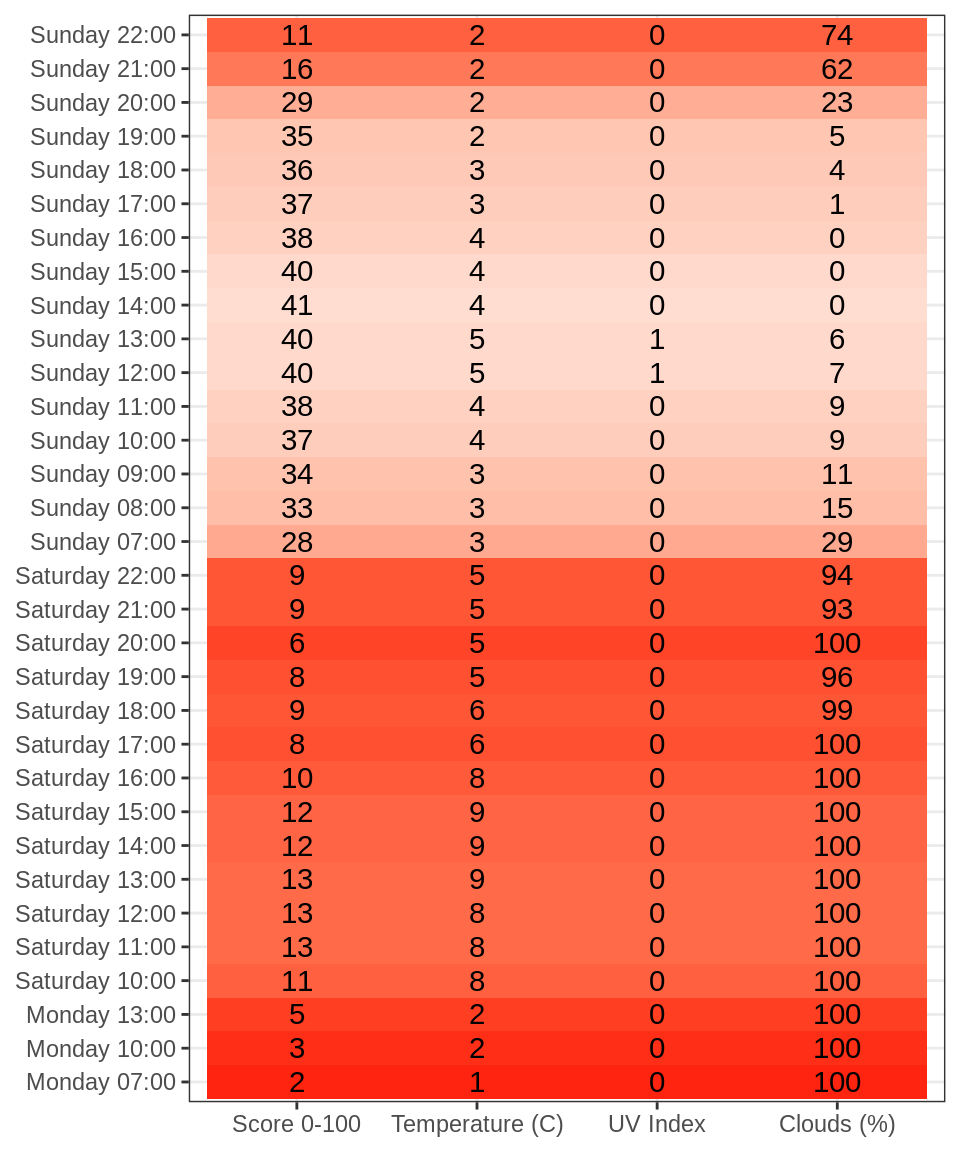 Sunday 22:00 11 2 0 74
Sunday 21:00 16 2 0 62
Sunday 20:00 29 2 0 23
Sunday 19:00 35 2 0 5
Sunday 18:00 36 3 0 4
Sunday 17:00 37 3 0 1
Sunday 16:00 38 4 0 0
Sunday 15:00 40 4 0 0
Sunday 14:00 41 4 0 0
Sunday 13:00 40 5 1 6
Sunday 12:00 40 5 1 7
Sunday 11:00 38 4 0 9
Sunday 10:00 37 4 0 9
Sunday 09:00 34 3 0 11
Sunday 08:00 33 3 0 15
Sunday 07:00 28 3 0 29
Saturday 22:00 9 5 0 94
Saturday 21:00 9 5 0 93
Saturday 20:00 6 5 0 100
Saturday 19:00 8 5 0 96
Saturday 18:00 9 6 0 99
Saturday 17:00 8 6 0 100
Saturday 16:00 10 8 0 100
Saturday 15:00 12 9 0 100
Saturday 14:00 12 9 0 100
Saturday 13:00 13 9 0 100
Saturday 12:00 13 8 0 100
Saturday 11:00 13 8 0 100
Saturday 10:00 11 8 0 100
Monday 13:00 5 2 0 100
Monday 10:00 3 2 0 100
Monday 07:00 2 1 0 100
Score 0-100 Temperature (C) UV Index Clouds (%)